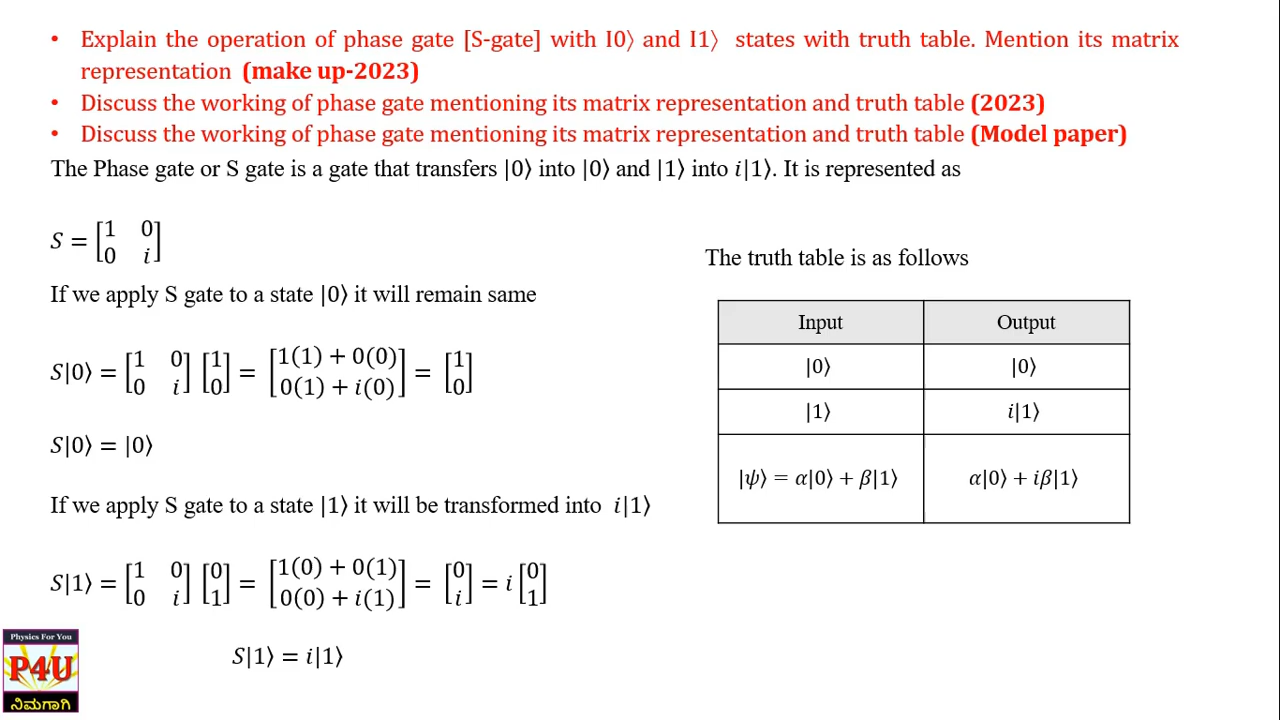 • Explain the operation of phase gate [S-gate] with I0⟩ and I1⟩ states with truth table. Mention its matrix
representation (make up-2023)
• Discuss the working of phase gate mentioning its matrix representation and truth table (2023)
• Discuss the working of phase gate mentioning its matrix representation and truth table (Model paper)
The Phase gate or S gate is a gate that transfers |0⟩ into |0⟩ and |1⟩ into i|1⟩. It is represented as
S = [1 0; 0 i]
If we apply S gate to a state |0⟩ it will remain same
S|0⟩ = [1 0; 0 i] [1; 0] = [1(1) + 0(0); 0(1) + i(0)] = [1; 0]
S|0⟩ = |0⟩
If we apply S gate to a state |1⟩ it will be transformed into i|1⟩
S|1⟩ = [1 0; 0 i] [0; 1] = [1(0) + 0(1); 0(0) + i(1)] = [0; i] = i [0; 1]
S|1⟩ = i|1⟩
The truth table is as follows
Input Output
|0⟩ |0⟩
|1⟩ i|1⟩
|ψ⟩ = α|0⟩ + β|1⟩ α|0⟩ + iβ|1⟩
Physics For You
P4U
ನಿಮಗಾಗಿ